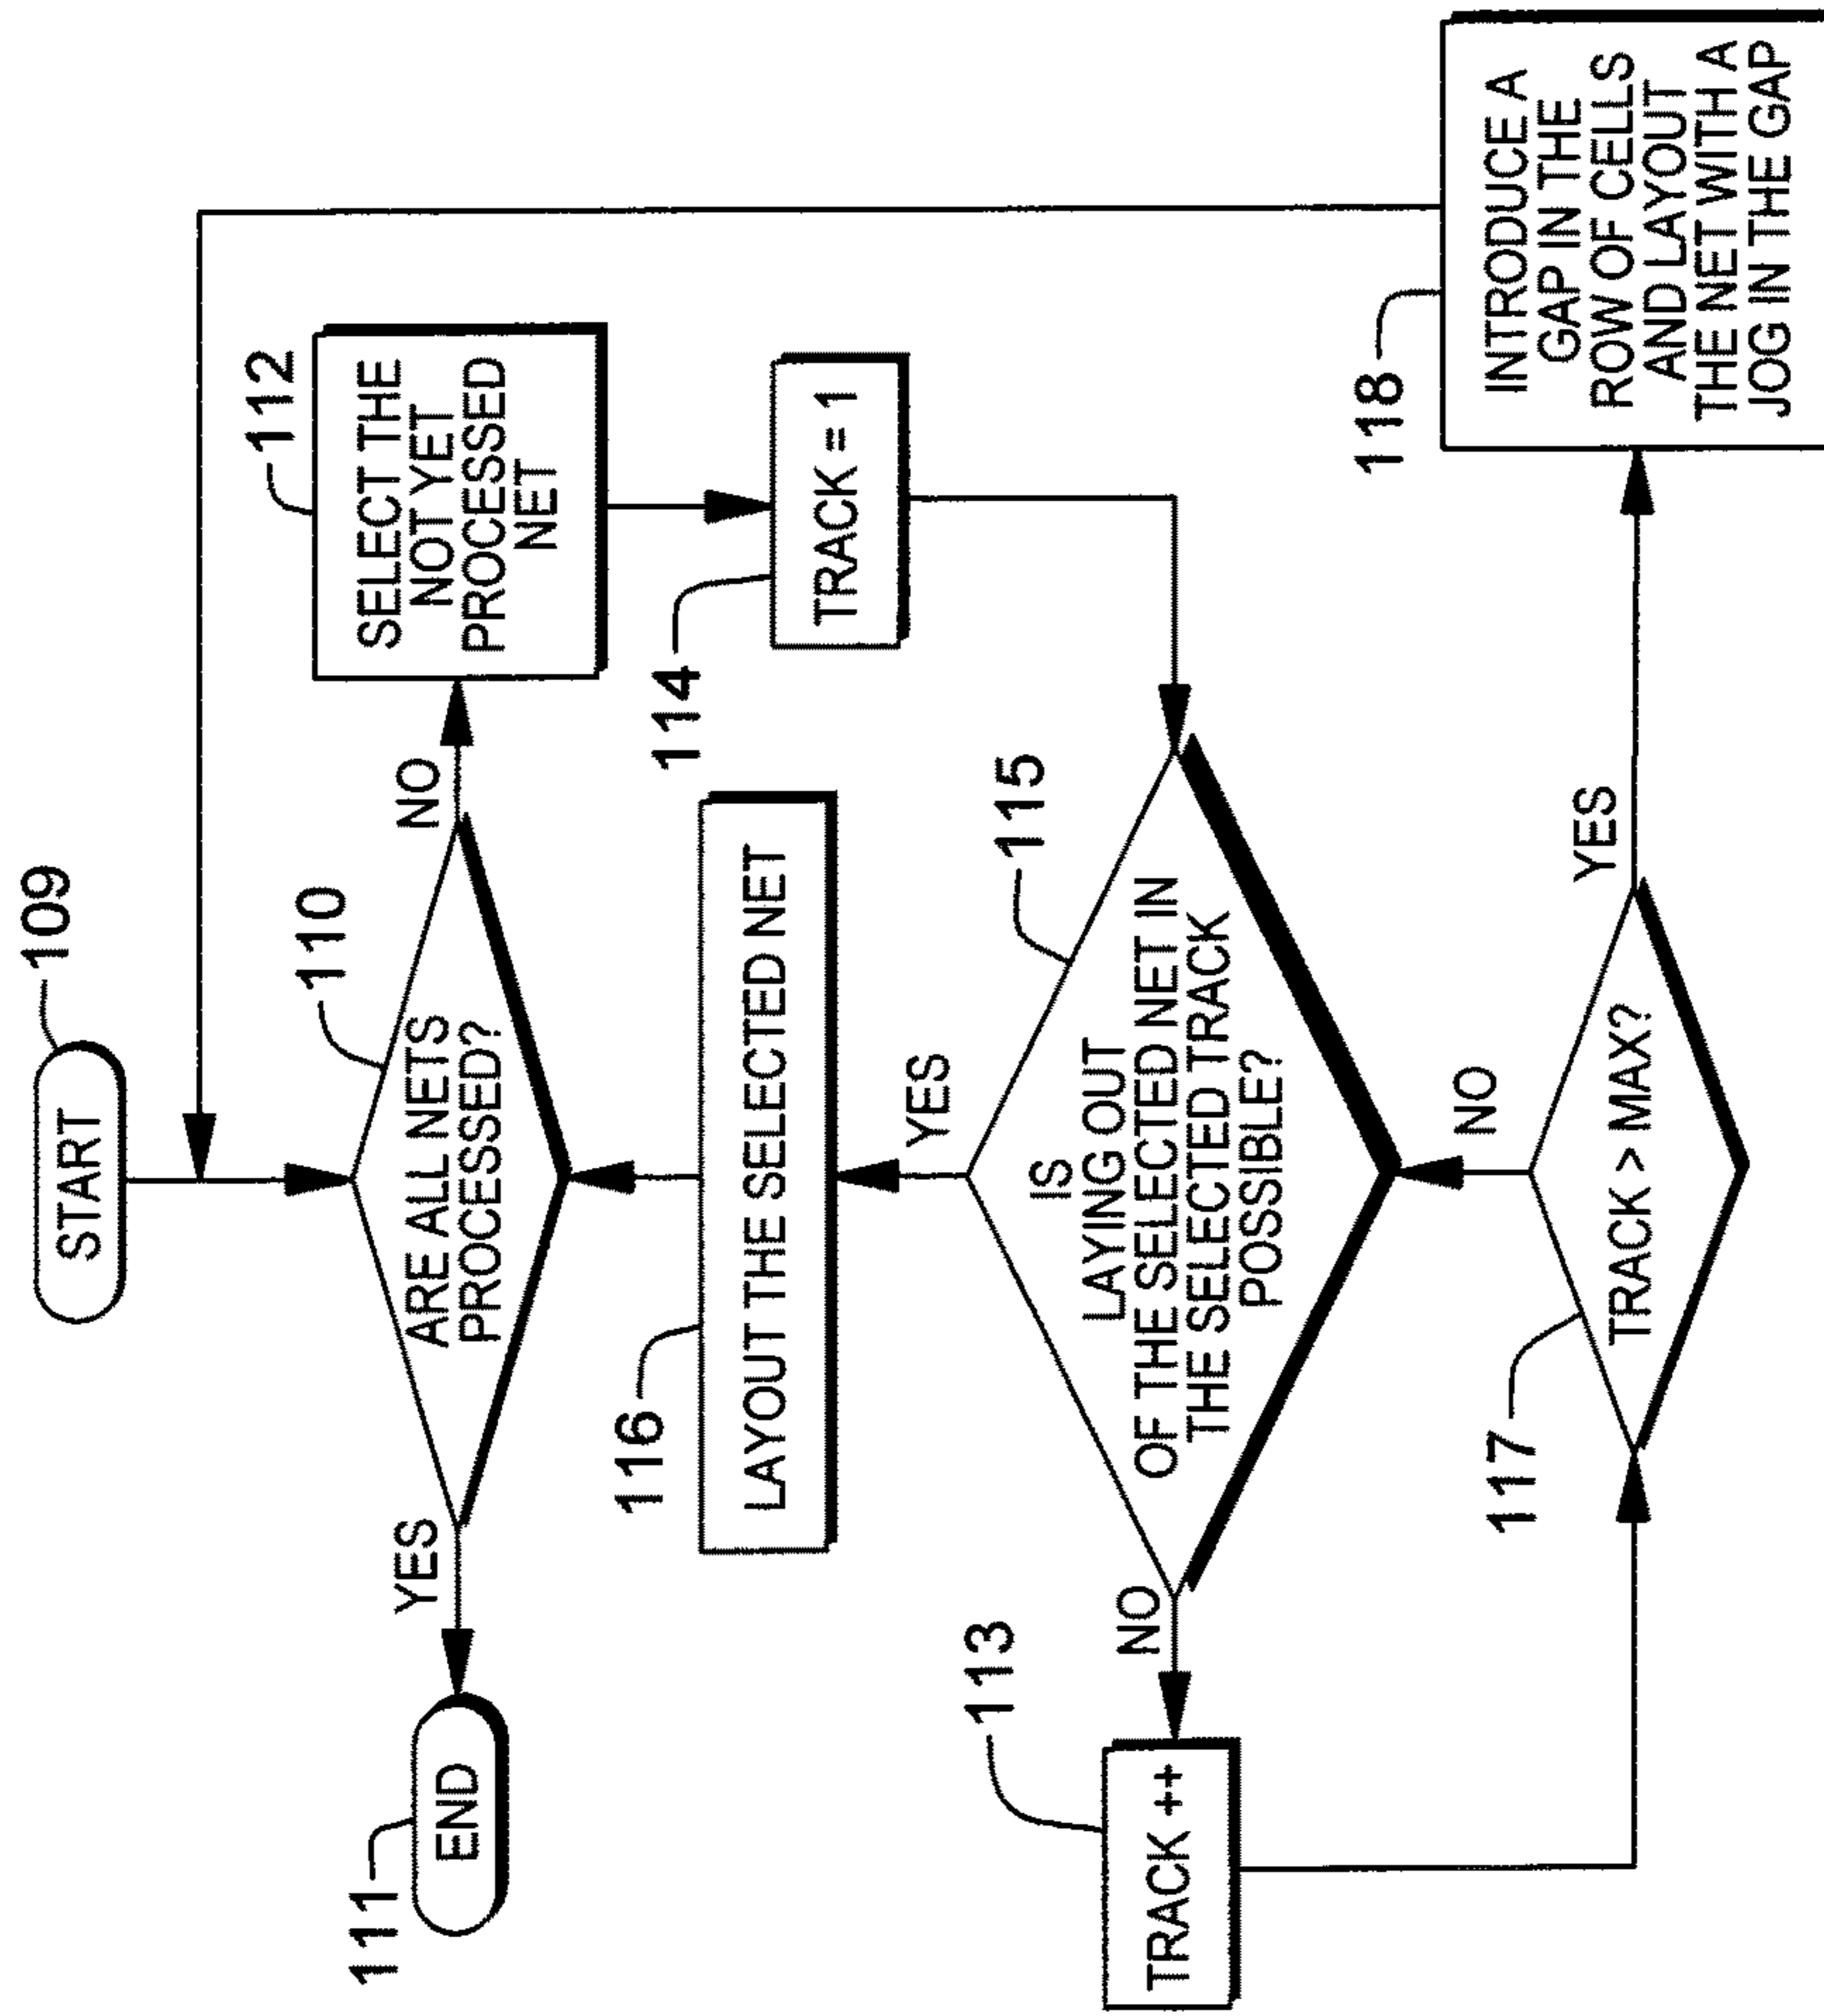 109
START
110
ARE ALL NETS
PROCESSED?
YES
NO
111
END
112
SELECT THE
NOT YET
PROCESSED
NET
114
TRACK = 1
116
LAYOUT THE SELECTED NET
YES
115
IS
LAYING OUT
OF THE SELECTED NET IN
THE SELECTED TRACK
POSSIBLE?
NO
113
TRACK ++
NO
117
TRACK > MAX?
YES
118
INTRODUCE A
GAP IN THE
ROW OF CELLS
AND LAYOUT
THE NET WITH A
JOG IN THE GAP